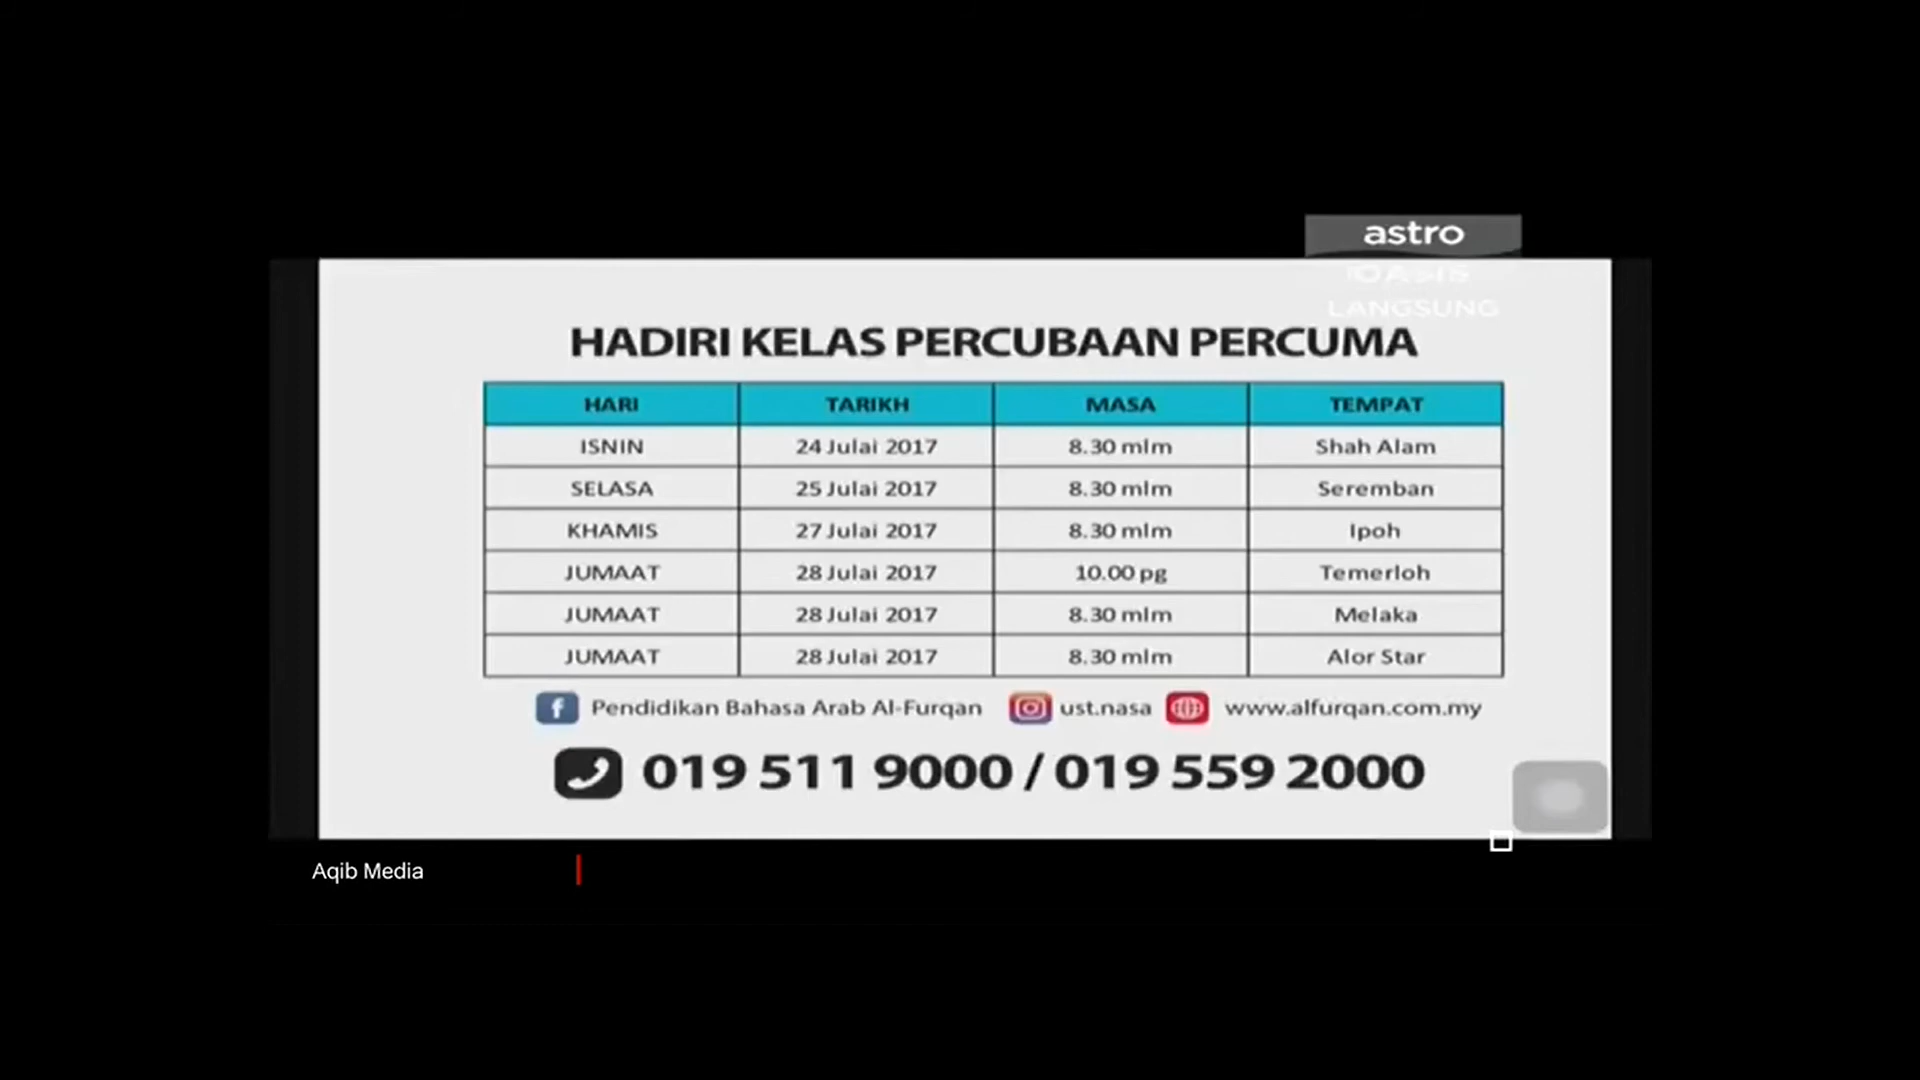 astro
OASIS
LANGSUNG
HADIRI KELAS PERCUBAAN PERCUMA
HARI TARIKH MASA TEMPAT
ISNIN 24 Julai 2017 8.30 mlm Shah Alam
SELASA 25 Julai 2017 8.30 mlm Seremban
KHAMIS 27 Julai 2017 8.30 mlm Ipoh
JUMAAT 28 Julai 2017 10.00 pg Temerloh
JUMAAT 28 Julai 2017 8.30 mlm Melaka
JUMAAT 28 Julai 2017 8.30 mlm Alor Star
Pendidikan Bahasa Arab Al-Furqan ust.nasa www.alfurqan.com.my
019 511 9000 / 019 559 2000
Aqib Media